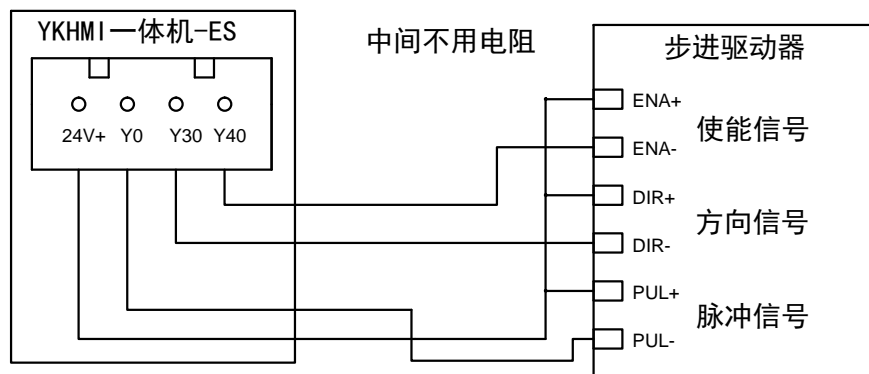 YKHMI一体机-ES
中间不用电阻
步进驱动器
24V+ Y0 Y30 Y40
ENA+
使能信号
ENA-
DIR+
方向信号
DIR-
PUL+
脉冲信号
PUL-